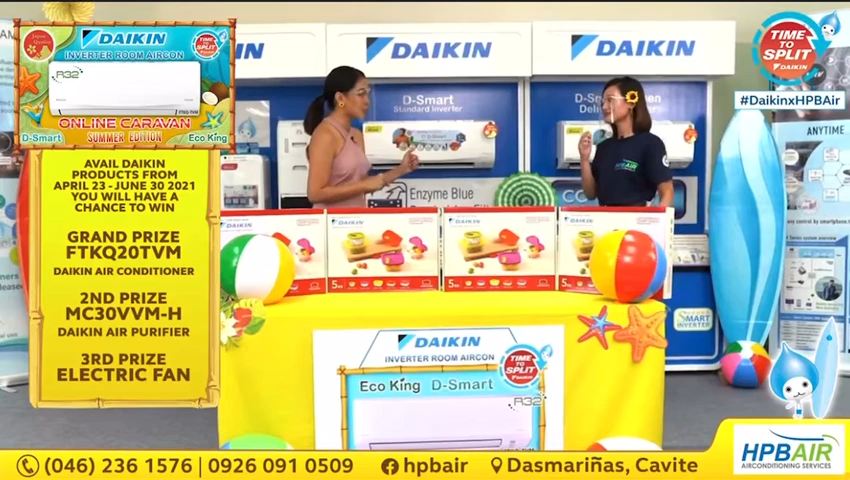 DAIKIN
INVERTER ROOM AIRCON
TIME
TO
SPLIT
R32
ONLINE CARAVAN
SUMMER EDITION
D-Smart
Eco King
AVAIL DAIKIN
PRODUCTS FROM
APRIL 23 - JUNE 30 2021
YOU WILL HAVE A
CHANCE TO WIN
GRAND PRIZE
FTKQ20TVM
DAIKIN AIR CONDITIONER
2ND PRIZE
MC30VVM-H
DAIKIN AIR PURIFIER
3RD PRIZE
ELECTRIC FAN
DAIKIN
DAIKIN
D-Smart
Standard Inverter
Enzyme Blue
HPBAIR
TIME
TO
SPLIT
DAIKIN
#DaikinxHPBAir
ANYTIME
DAIKIN
DAIKIN
DAIKIN
SMART
INVERTER
DAIKIN
INVERTER ROOM AIRCON
TIME
TO
SPLIT
Eco King D-Smart
R32
(046) 236 1576 | 0926 091 0509
hpbair
Dasmariñas, Cavite
HPBAIR
AIRCONDITIONING SERVICES